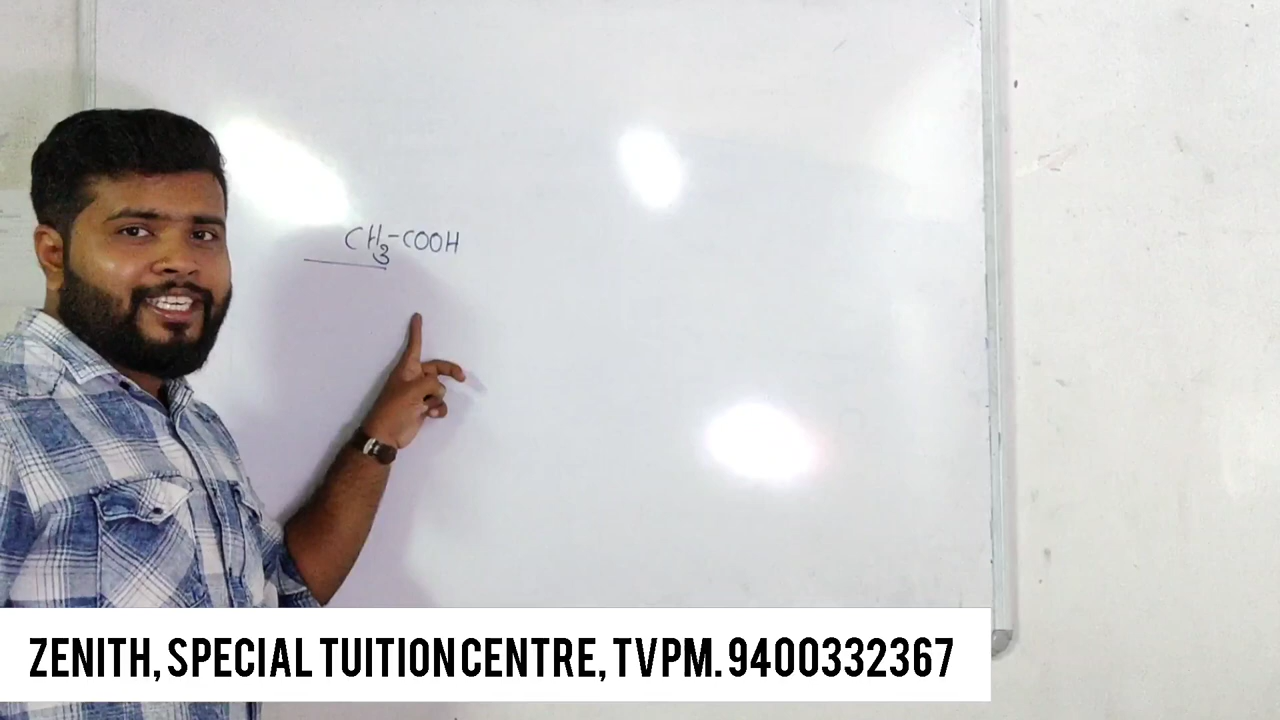 CH3-COOH
ZENITH, SPECIAL TUITION CENTRE, TVPM. 9400332367